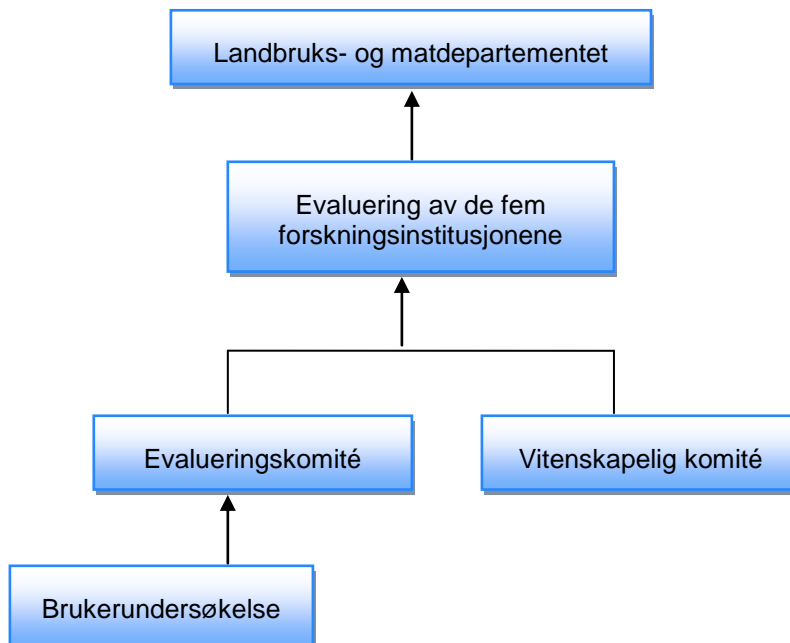 Landbruks- og matdepartementet
Evaluering av de fem
forskningsinstitusjonene
Evalueringskomité
Vitenskapelig komité
Brukerundersøkelse